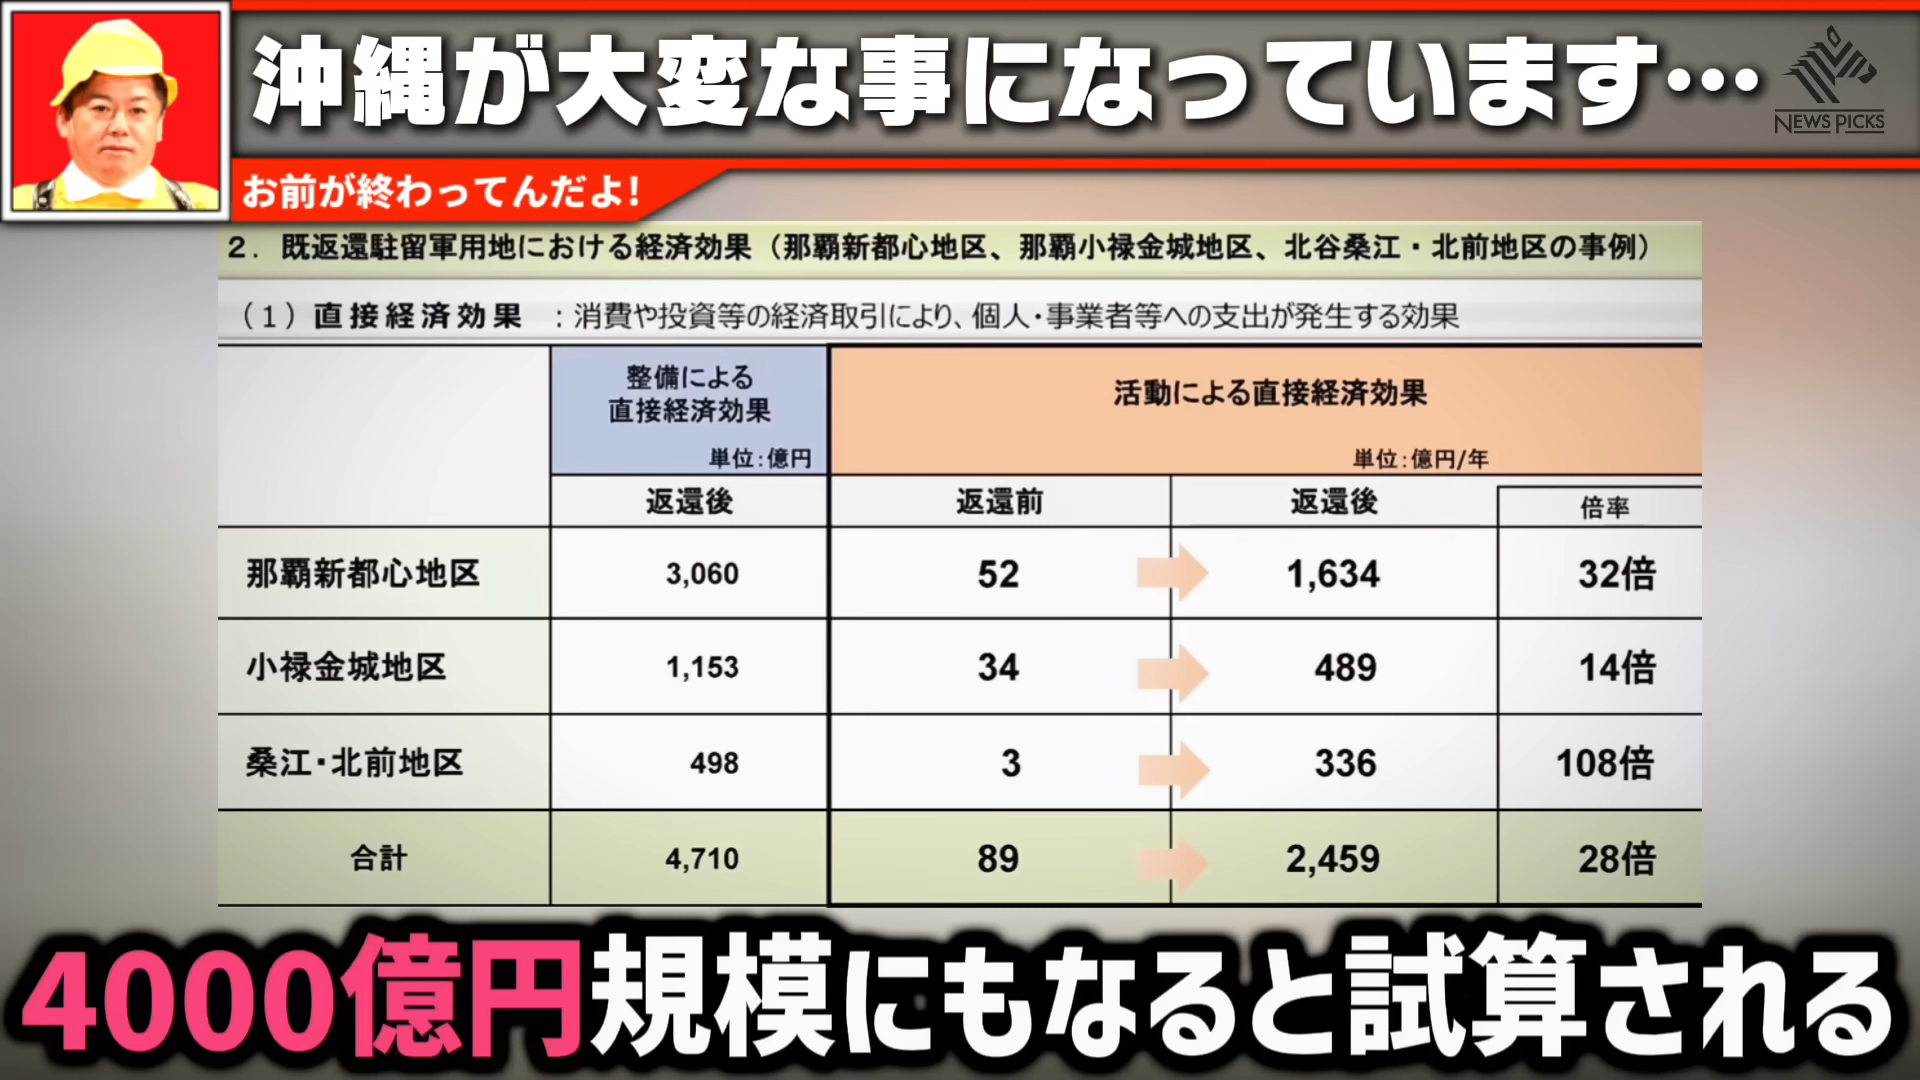 沖縄が大変な事になっています…
NEWS PICKS
お前が終わってんだよ!
2．既返還駐留軍用地における経済効果（那覇新都心地区、那覇小禄金城地区、北谷桑江・北前地区の事例）
（１）直接経済効果 ：消費や投資等の経済取引により、個人・事業者等への支出が発生する効果
整備による
直接経済効果
単位：億円
活動による直接経済効果
単位：億円/年
返還後 返還前 返還後 倍率
那覇新都心地区 3,060 52 1,634 32倍
小禄金城地区 1,153 34 489 14倍
桑江・北前地区 498 3 336 108倍
合計 4,710 89 2,459 28倍
4000億円規模にもなると試算される